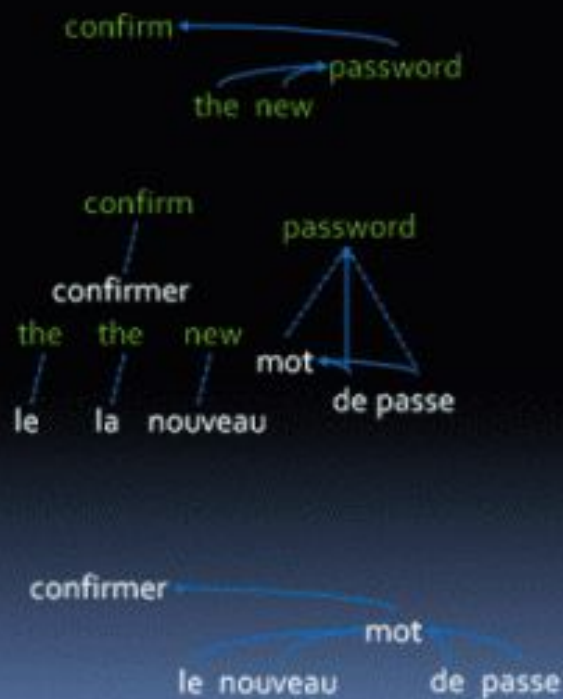 confirm
password
the new
confirm
password
confirmer
the the new
mot
de passe
le la nouveau
confirmer
mot
le nouveau de passe